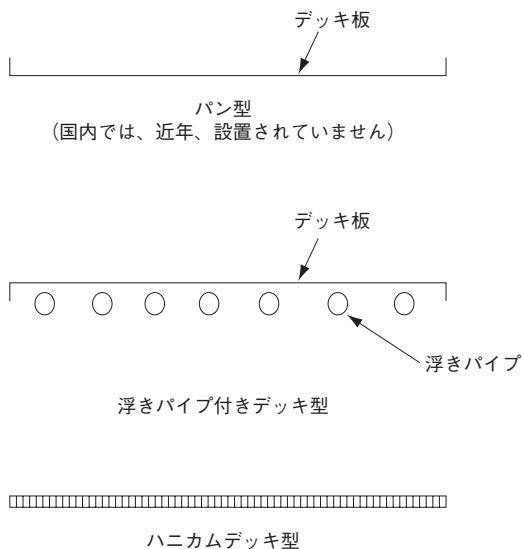 デッキ板
パン型
（国内では、近年、設置されていません）
デッキ板
浮きパイプ
浮きパイプ付きデッキ型
ハニカムデッキ型